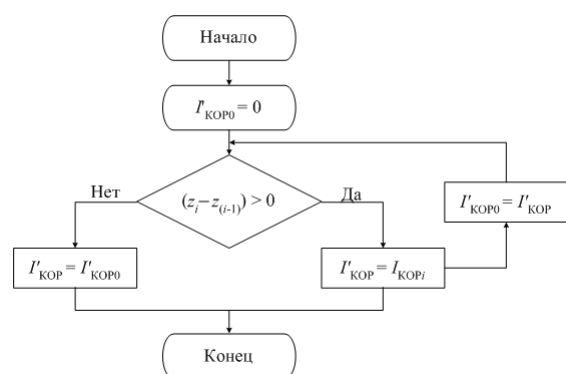 Начало
I'КОР0 = 0
(zi – z(i-1)) > 0
Нет
Да
I'КОР0 = I'КОР
I'КОР = I'КОР0
I'КОР = IКОРi
Конец